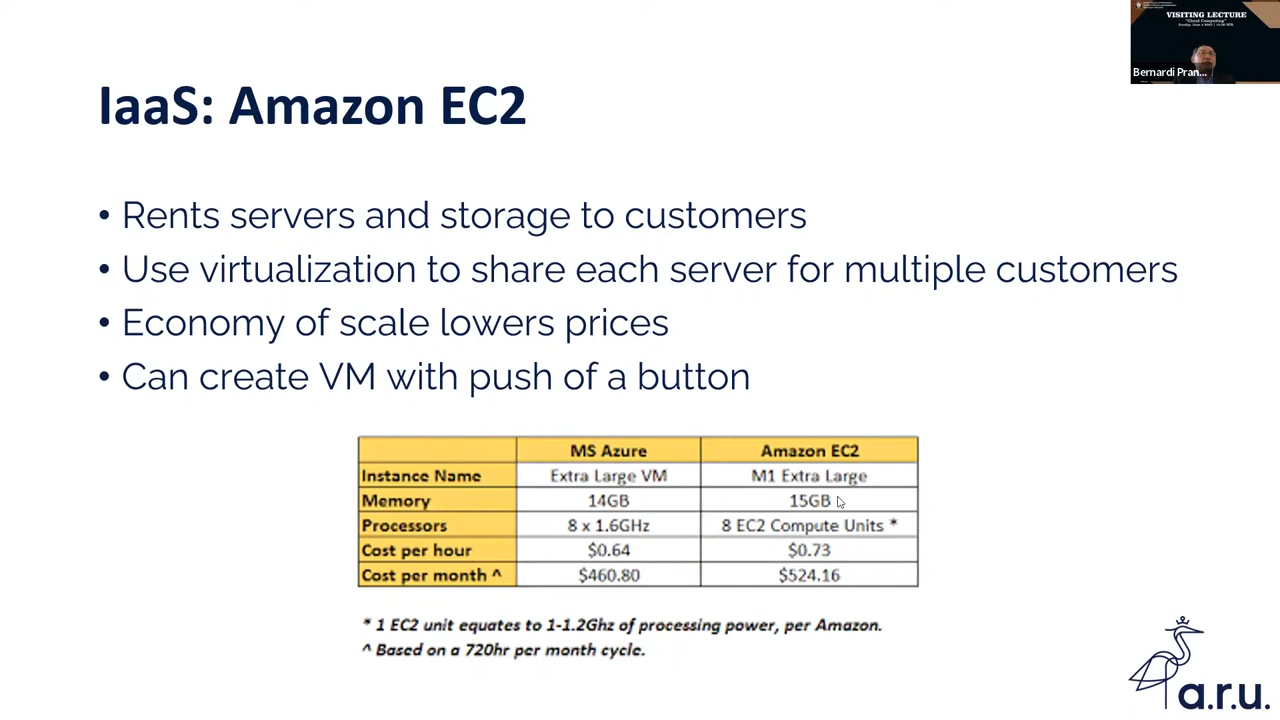 VISITING LECTURE
"Cloud Computing"
Bernardi Pran...
IaaS: Amazon EC2
• Rents servers and storage to customers
• Use virtualization to share each server for multiple customers
• Economy of scale lowers prices
• Can create VM with push of a button
MS Azure Amazon EC2
Instance Name Extra Large VM M1 Extra Large
Memory 14GB 15GB
Processors 8 x 1.6GHz 8 EC2 Compute Units *
Cost per hour $0.64 $0.73
Cost per month ^ $460.80 $524.16
* 1 EC2 unit equates to 1-1.2Ghz of processing power, per Amazon.
^ Based on a 720hr per month cycle.
a.r.u.